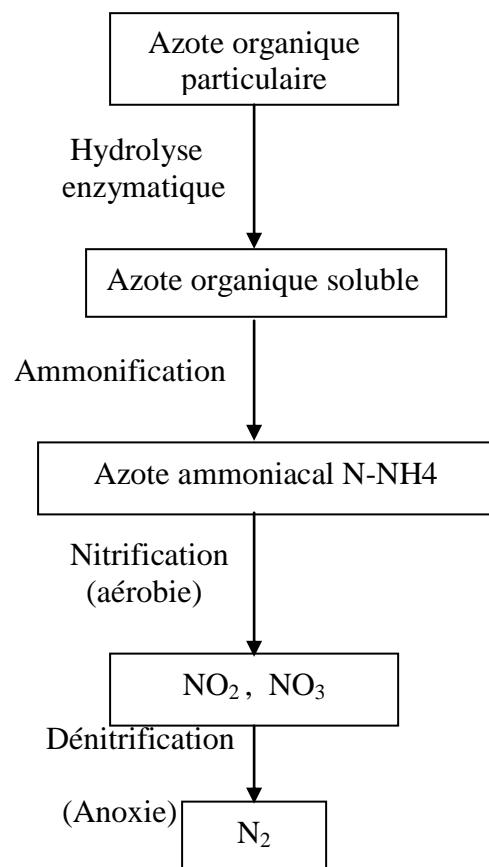 Azote organique
particulaire
Hydrolyse
enzymatique
Azote organique soluble
Ammonification
Azote ammoniacal N-NH4
Nitrification
(aérobie)
NO₂ , NO₃
Dénitrification
(Anoxie)
N₂